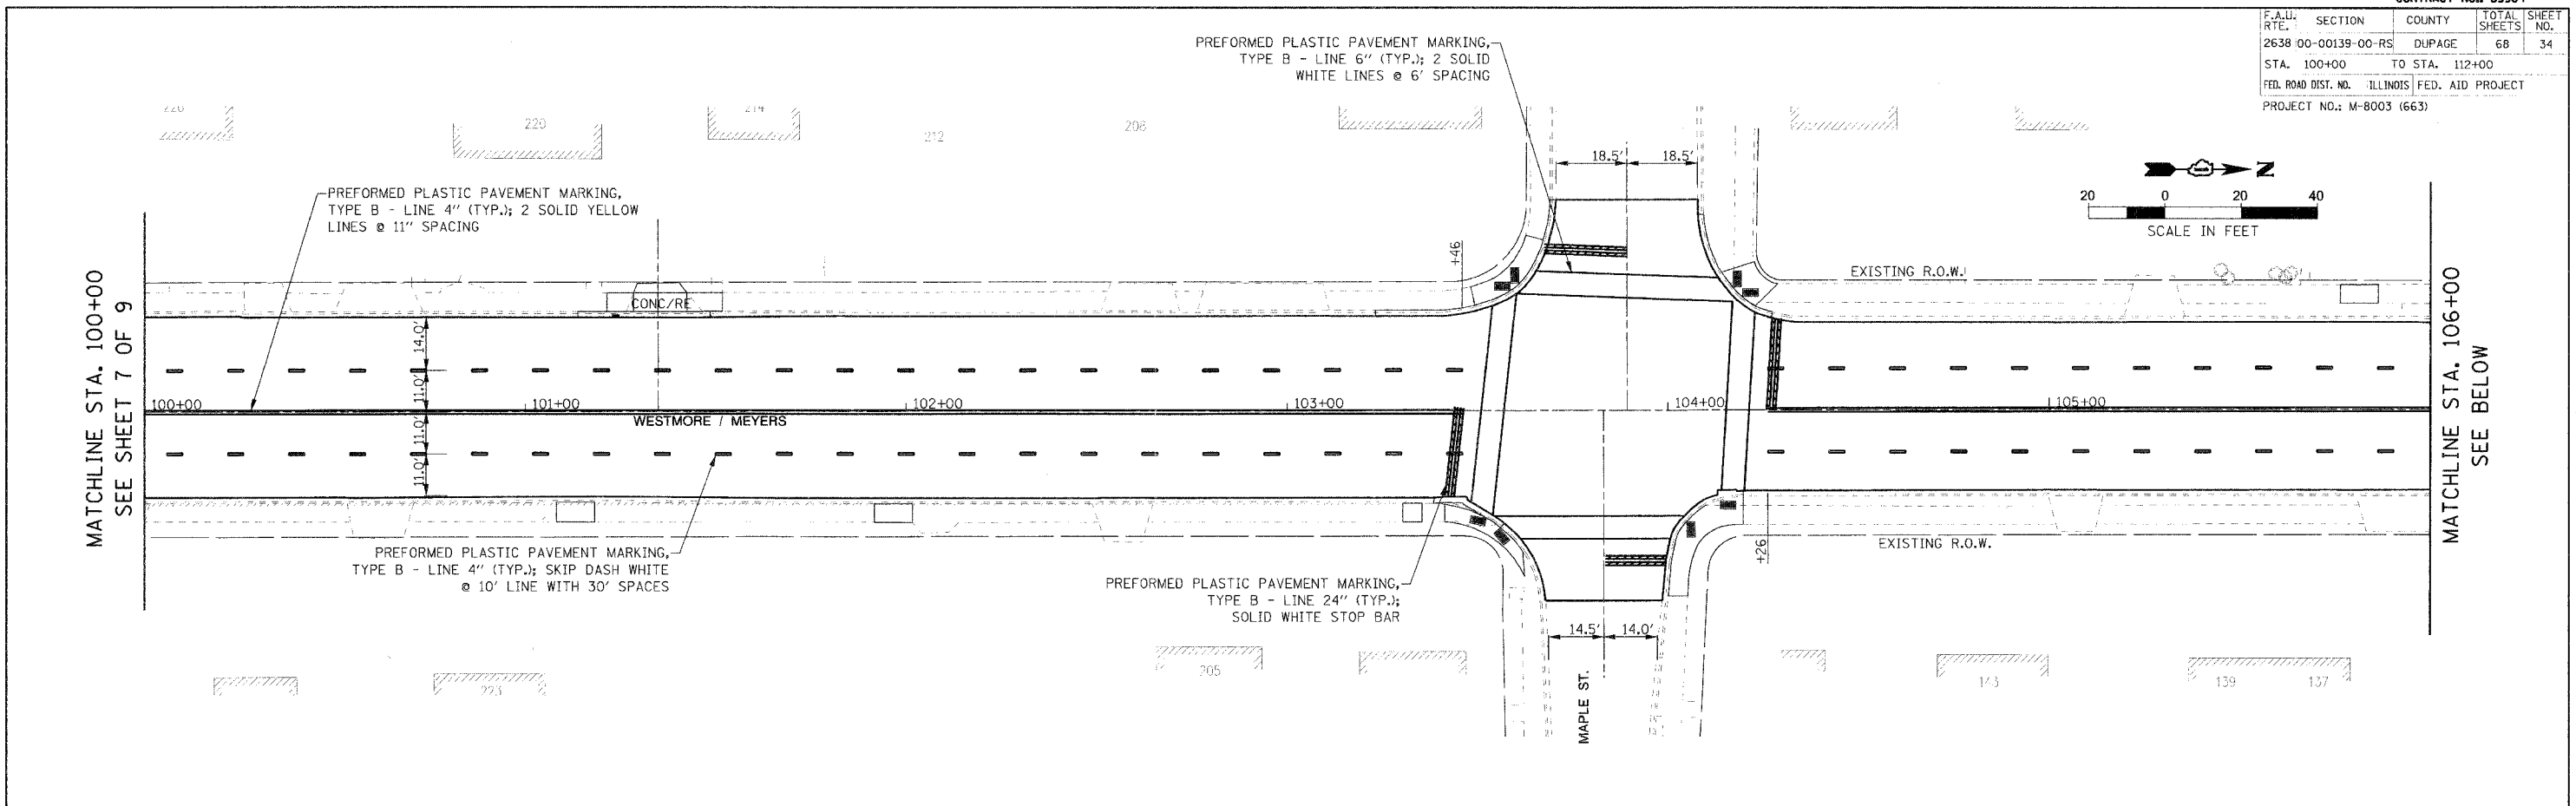 F.A.U. RTE. SECTION COUNTY TOTAL SHEETS SHEET NO.
2638 00-00139-00-RS DUPAGE 68 34
STA. 100+00 TO STA. 112+00
FED. ROAD DIST. NO. ILLINOIS FED. AID PROJECT
PROJECT NO.: M-8003 (663)
PREFORMED PLASTIC PAVEMENT MARKING,
TYPE B - LINE 6" (TYP.); 2 SOLID
WHITE LINES @ 6' SPACING
220
214
212
208
18.5' 18.5'
N
20 0 20 40
SCALE IN FEET
PREFORMED PLASTIC PAVEMENT MARKING,
TYPE B - LINE 4" (TYP.); 2 SOLID YELLOW
LINES @ 11" SPACING
MATCHLINE STA. 100+00
SEE SHEET 7 OF 9
+46
EXISTING R.O.W.
CONC/RE
14.0'
11.0'
11.0'
11.0'
100+00
101+00
102+00
103+00
104+00
105+00
WESTMORE / MEYERS
MATCHLINE STA. 106+00
SEE BELOW
+26
EXISTING R.O.W.
PREFORMED PLASTIC PAVEMENT MARKING,
TYPE B - LINE 4" (TYP.); SKIP DASH WHITE
@ 10' LINE WITH 30' SPACES
PREFORMED PLASTIC PAVEMENT MARKING,
TYPE B - LINE 24" (TYP.);
SOLID WHITE STOP BAR
14.5' 14.0'
MAPLE ST.
223
205
143
139
137